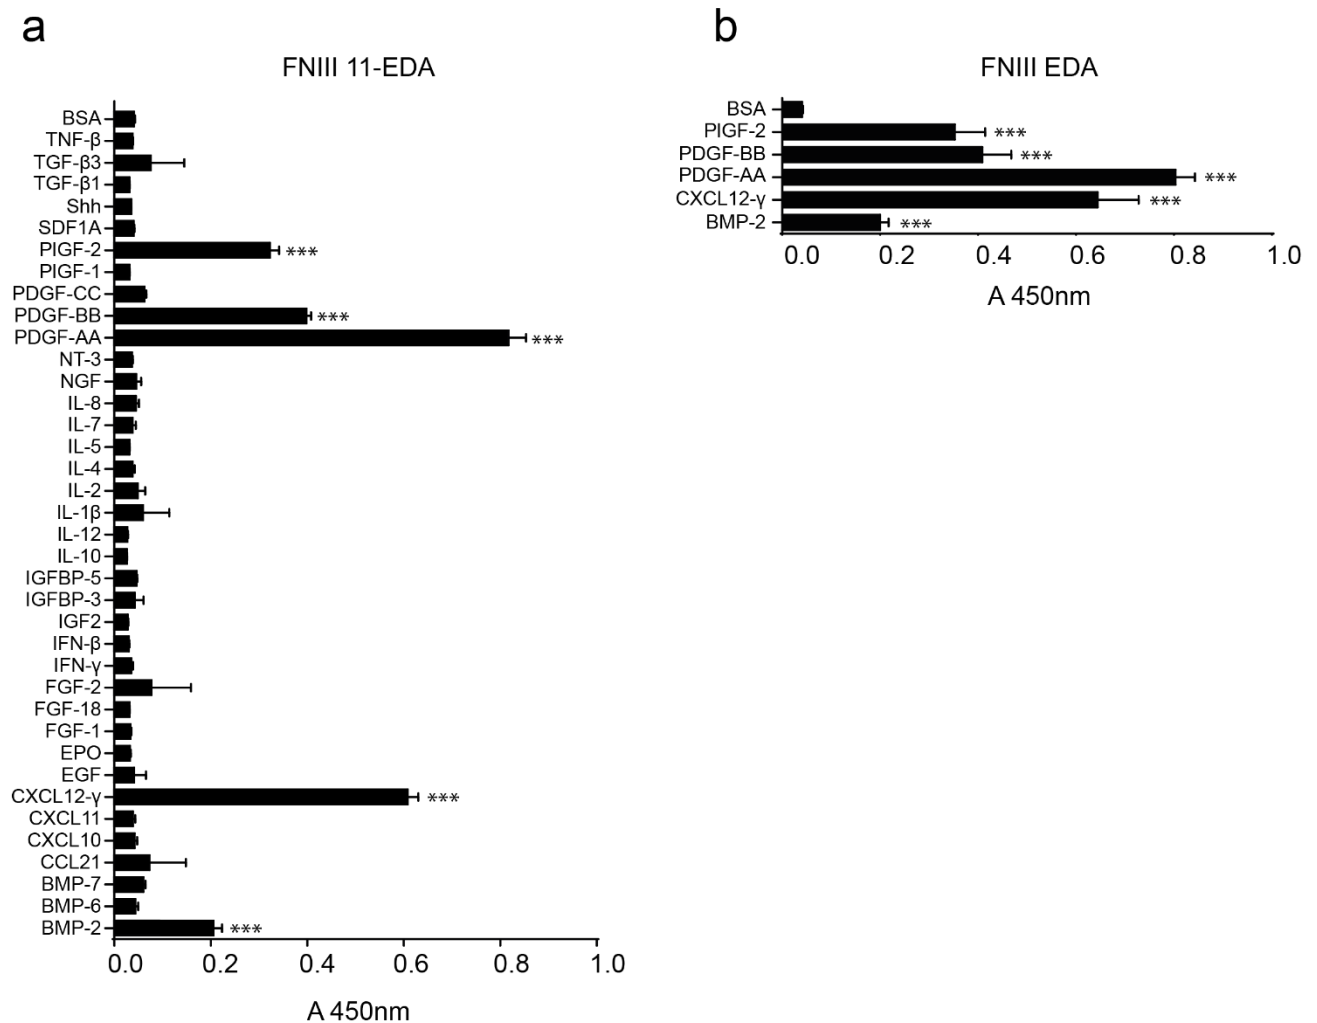 a
FNIII 11-EDA
BSA
TNF-β
TGF-β3
TGF-β1
Shh
SDF1A
PIGF-2 ***
PIGF-1
PDGF-CC
PDGF-BB ***
PDGF-AA ***
NT-3
NGF
IL-8
IL-7
IL-5
IL-4
IL-2
IL-1β
IL-12
IL-10
IGFBP-5
IGFBP-3
IGF2
IFN-β
IFN-γ
FGF-2
FGF-18
FGF-1
EPO
EGF
CXCL12-γ ***
CXCL11
CXCL10
CCL21
BMP-7
BMP-6
BMP-2 ***
0.0 0.2 0.4 0.6 0.8 1.0
A 450nm
b
FNIII EDA
BSA
PIGF-2 ***
PDGF-BB ***
PDGF-AA ***
CXCL12-γ ***
BMP-2 ***
0.0 0.2 0.4 0.6 0.8 1.0
A 450nm